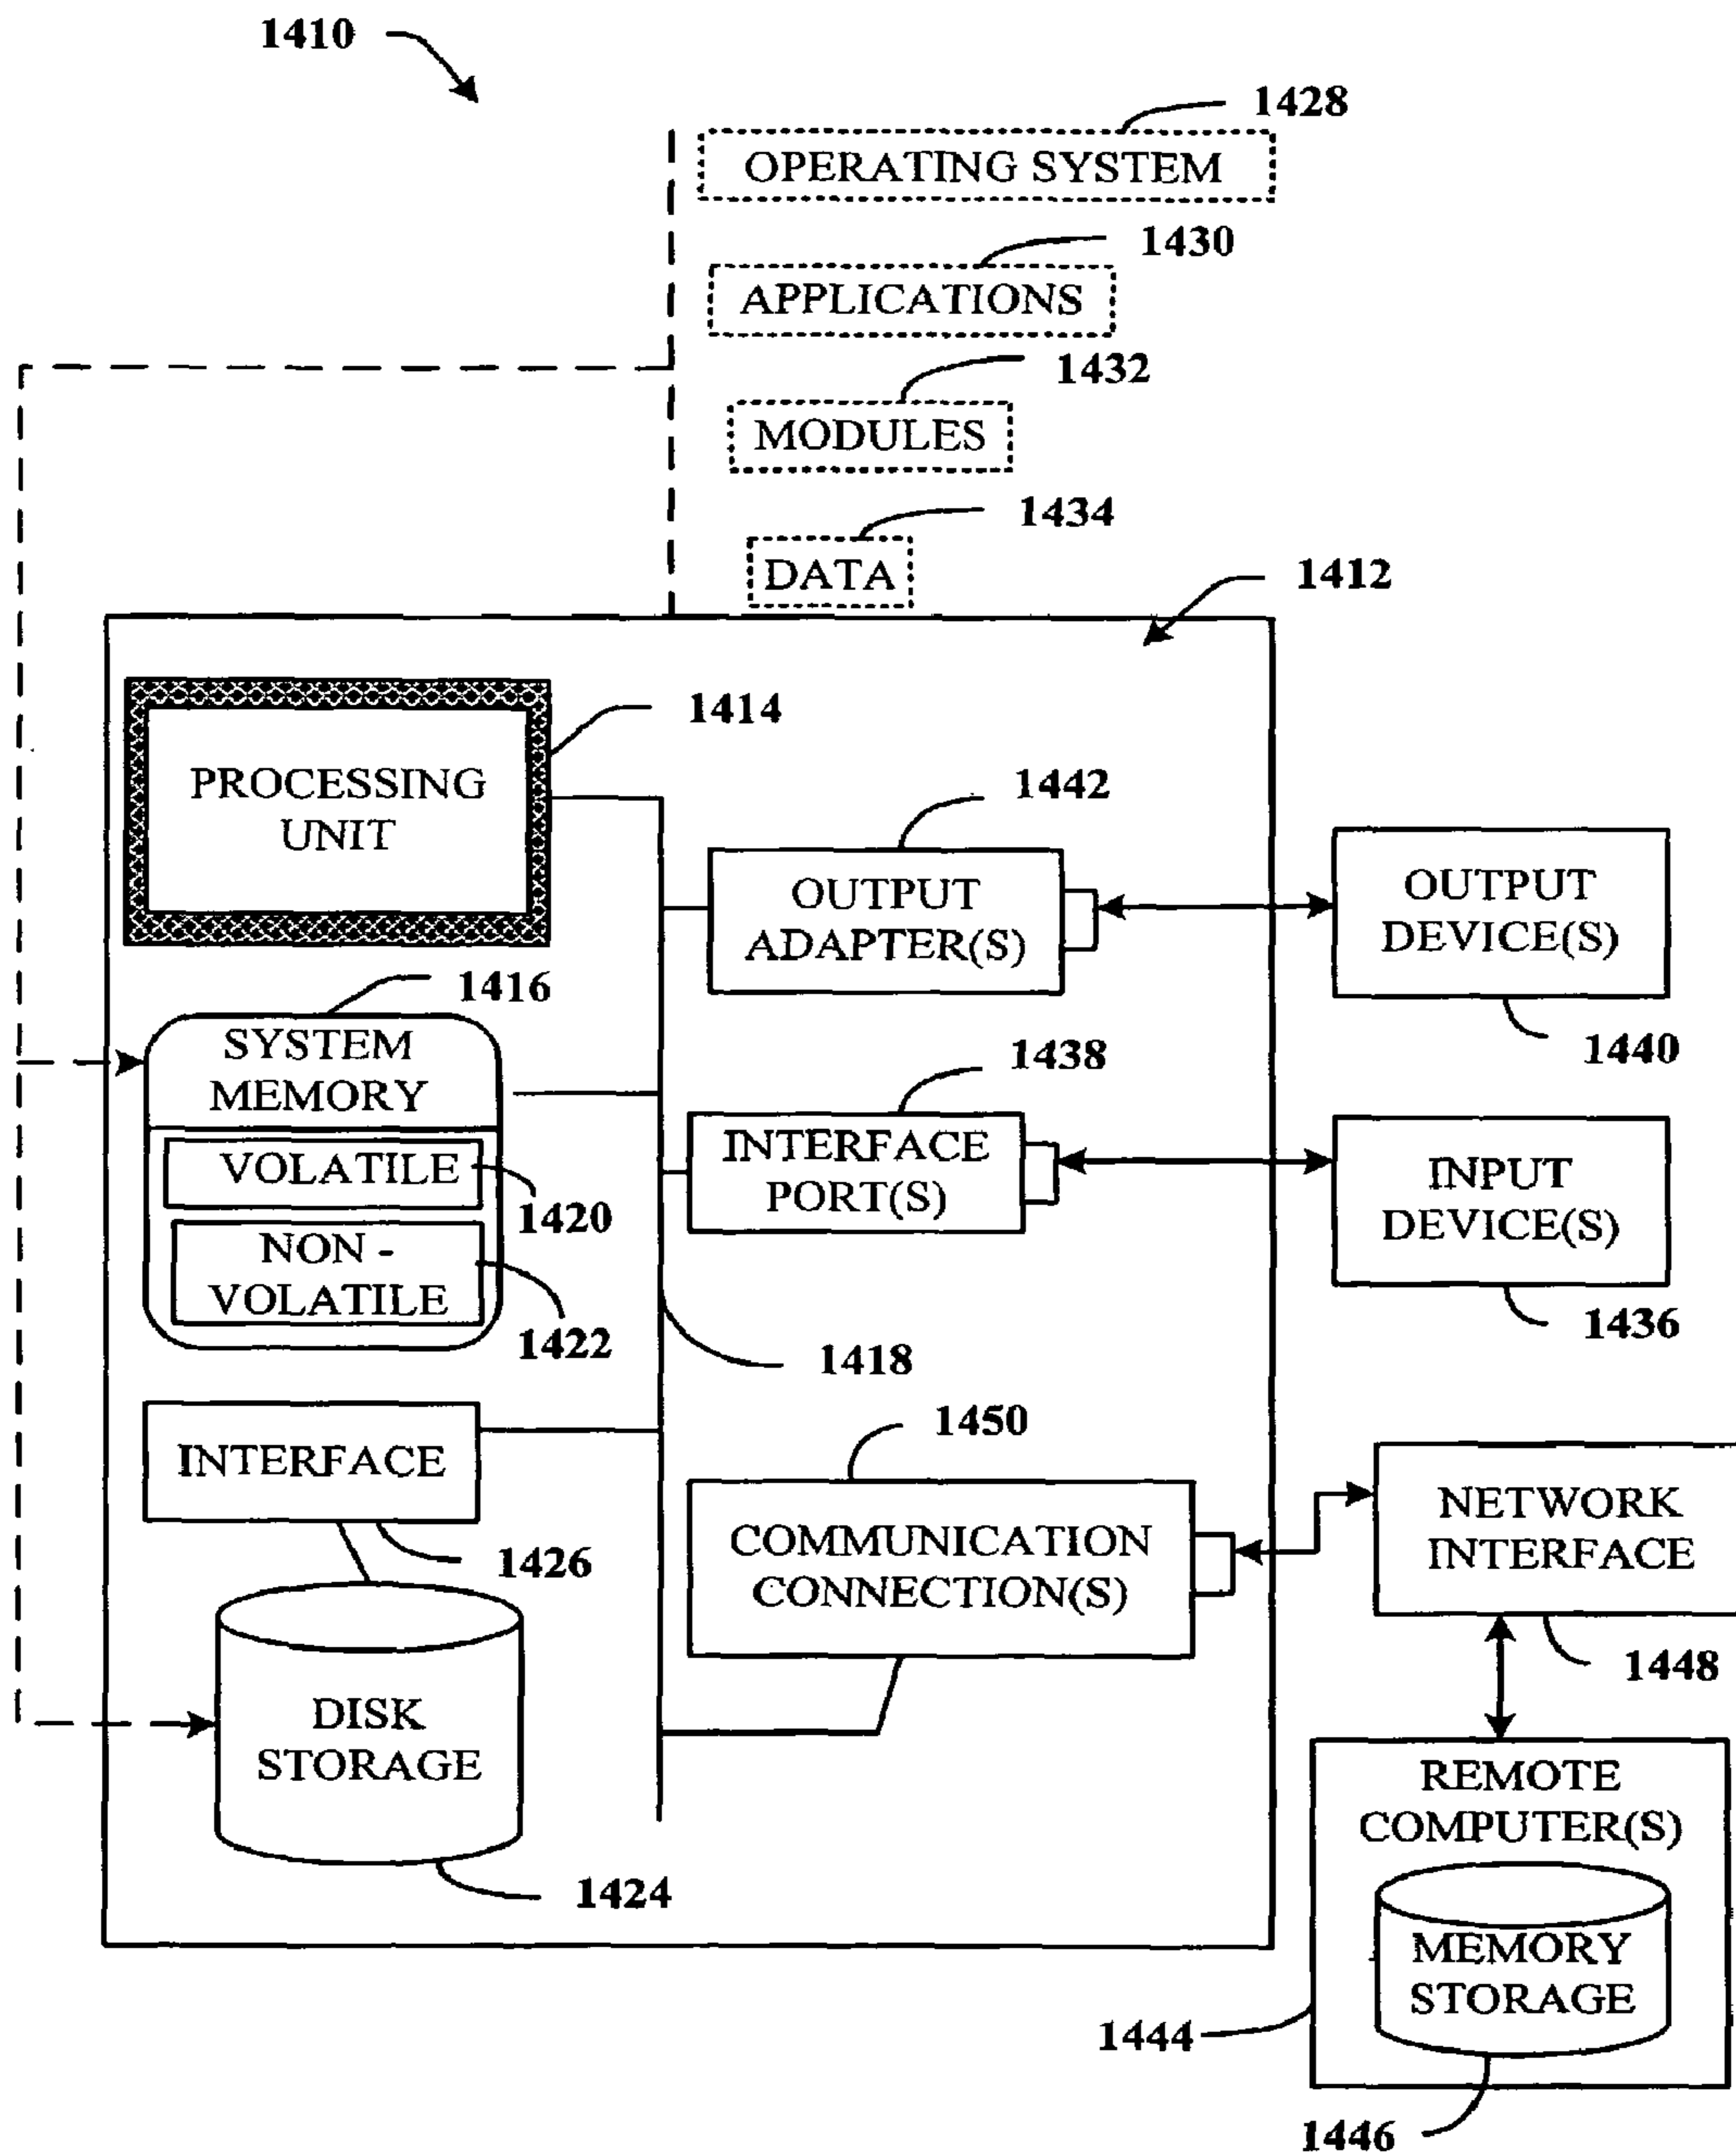 1410
1428
OPERATING SYSTEM
1430
APPLICATIONS
1432
MODULES
1434
DATA
1412
1414
PROCESSING
UNIT
1442
OUTPUT
ADAPTER(S)
OUTPUT
DEVICE(S)
1440
1416
SYSTEM
MEMORY
VOLATILE
1420
NON -
VOLATILE
1422
1438
INTERFACE
PORT(S)
INPUT
DEVICE(S)
1436
1418
INTERFACE
1426
1450
COMMUNICATION
CONNECTION(S)
NETWORK
INTERFACE
1448
DISK
STORAGE
1424
REMOTE
COMPUTER(S)
MEMORY
STORAGE
1444
1446